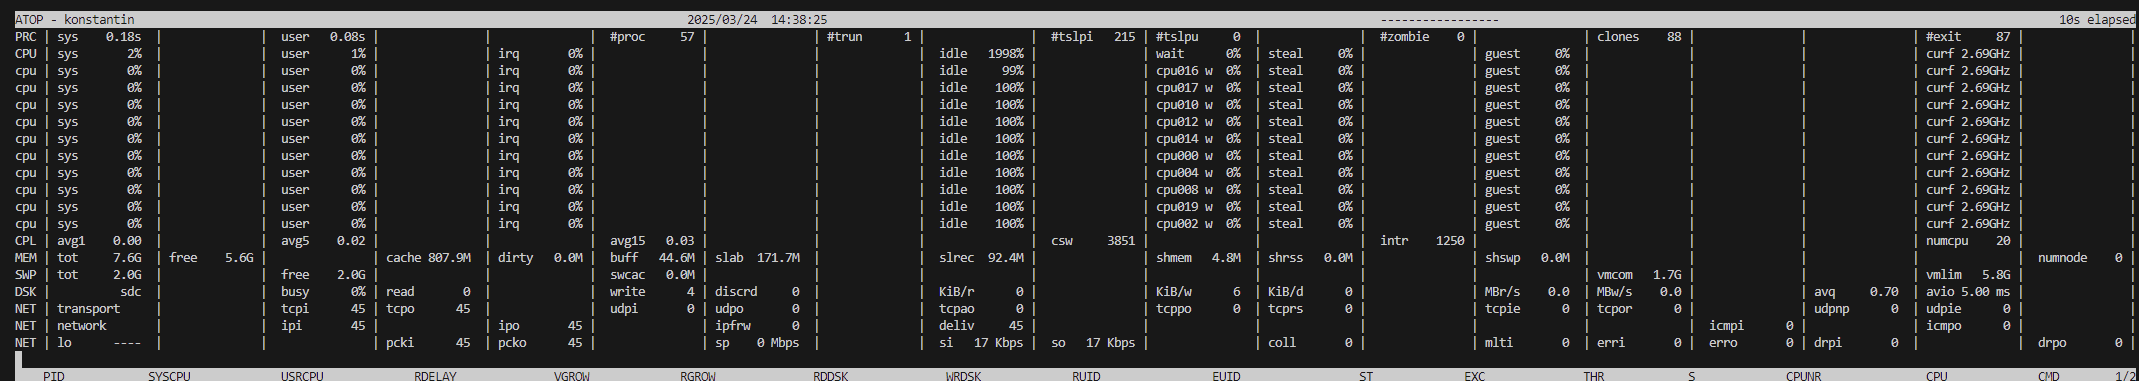 ATOP - konstantin 2025/03/24 14:38:25 ---------------- 10s elapsed
PRC | sys 0.18s | | user 0.08s | | | #proc 57 | | #trun 1 | | #tslpi 215 | #tslpu 0 | | #zombie 0 | | clones 88 | | | #exit 87 | |
CPU | sys 2% | | user 1% | | irq 0% | | | | idle 1998% | | wait 0% | steal 0% | | guest 0% | | | | curf 2.69GHz | |
cpu | sys 0% | | user 0% | | irq 0% | | | | idle 99% | | cpu016 w 0% | steal 0% | | guest 0% | | | | curf 2.69GHz | |
cpu | sys 0% | | user 0% | | irq 0% | | | | idle 100% | | cpu017 w 0% | steal 0% | | guest 0% | | | | curf 2.69GHz | |
cpu | sys 0% | | user 0% | | irq 0% | | | | idle 100% | | cpu010 w 0% | steal 0% | | guest 0% | | | | curf 2.69GHz | |
cpu | sys 0% | | user 0% | | irq 0% | | | | idle 100% | | cpu012 w 0% | steal 0% | | guest 0% | | | | curf 2.69GHz | |
cpu | sys 0% | | user 0% | | irq 0% | | | | idle 100% | | cpu014 w 0% | steal 0% | | guest 0% | | | | curf 2.69GHz | |
cpu | sys 0% | | user 0% | | irq 0% | | | | idle 100% | | cpu000 w 0% | steal 0% | | guest 0% | | | | curf 2.69GHz | |
cpu | sys 0% | | user 0% | | irq 0% | | | | idle 100% | | cpu004 w 0% | steal 0% | | guest 0% | | | | curf 2.69GHz | |
cpu | sys 0% | | user 0% | | irq 0% | | | | idle 100% | | cpu008 w 0% | steal 0% | | guest 0% | | | | curf 2.69GHz | |
cpu | sys 0% | | user 0% | | irq 0% | | | | idle 100% | | cpu019 w 0% | steal 0% | | guest 0% | | | | curf 2.69GHz | |
cpu | sys 0% | | user 0% | | irq 0% | | | | idle 100% | | cpu002 w 0% | steal 0% | | guest 0% | | | | curf 2.69GHz | |
CPL | avg1 0.00 | | avg5 0.02 | | | avg15 0.03 | | | | csw 3851 | | | intr 1250 | | | | | numcpu 20 | |
MEM | tot 7.6G | free 5.6G | | cache 807.9M | dirty 0.0M | buff 44.6M | slab 171.7M | | slrec 92.4M | | shmem 4.8M | shrss 0.0M | | shswp 0.0M | | | | | numnode 0 |
SWP | tot 2.0G | | free 2.0G | | | swcac 0.0M | | | | | | | | | vmcom 1.7G | | | vmlim 5.8G | |
DSK | sdc | | busy 0% | read 0 | | write 4 | discrd 0 | | KiB/r 0 | | KiB/w 6 | KiB/d 0 | | MBr/s 0.0 | MBw/s 0.0 | | avq 0.70 | avio 5.00 ms | |
NET | transport | | tcpi 45 | tcpo 45 | | udpi 0 | udpo 0 | | tcpao 0 | | tcppo 0 | tcprs 0 | | tcpie 0 | tcpor 0 | | udpnp 0 | udpie 0 | |
NET | network | | ipi 45 | | ipo 45 | | ipfrw 0 | | deliv 45 | | | | | | | icmpi 0 | | icmpo 0 | |
NET | lo ---- | | | pcki 45 | pcko 45 | | sp 0 Mbps | | si 17 Kbps | so 17 Kbps | | coll 0 | | mlti 0 | erri 0 | erro 0 | drpi 0 | | drpo 0 |
PID SYSCPU USRCPU RDELAY VGROW RGROW RDDSK WRDSK RUID EUID ST EXC THR S CPUNR CPU CMD 1/2